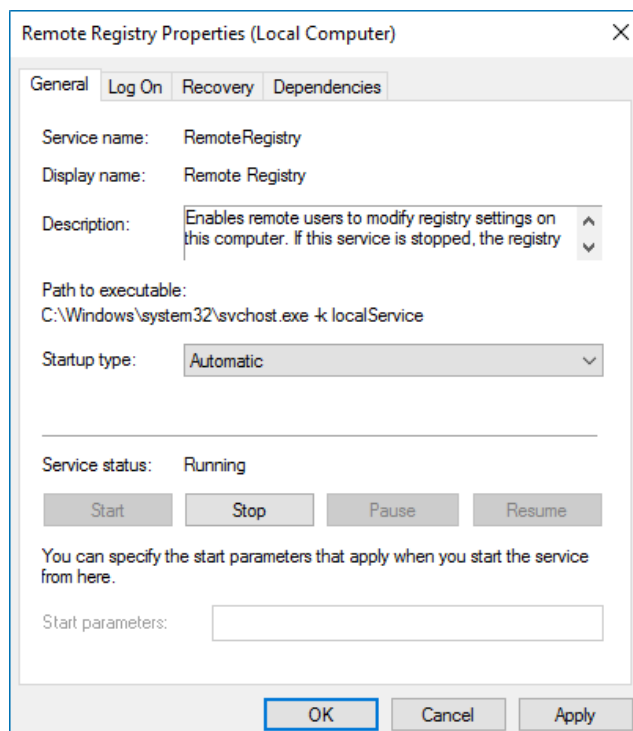 Remote Registry Properties (Local Computer)
General Log On Recovery Dependencies
Service name: RemoteRegistry
Display name: Remote Registry
Description: Enables remote users to modify registry settings on
this computer. If this service is stopped, the registry
Path to executable:
C:\Windows\system32\svchost.exe -k localService
Startup type: Automatic
Service status: Running
Start Stop Pause Resume
You can specify the start parameters that apply when you start the service
from here.
Start parameters:
OK Cancel Apply